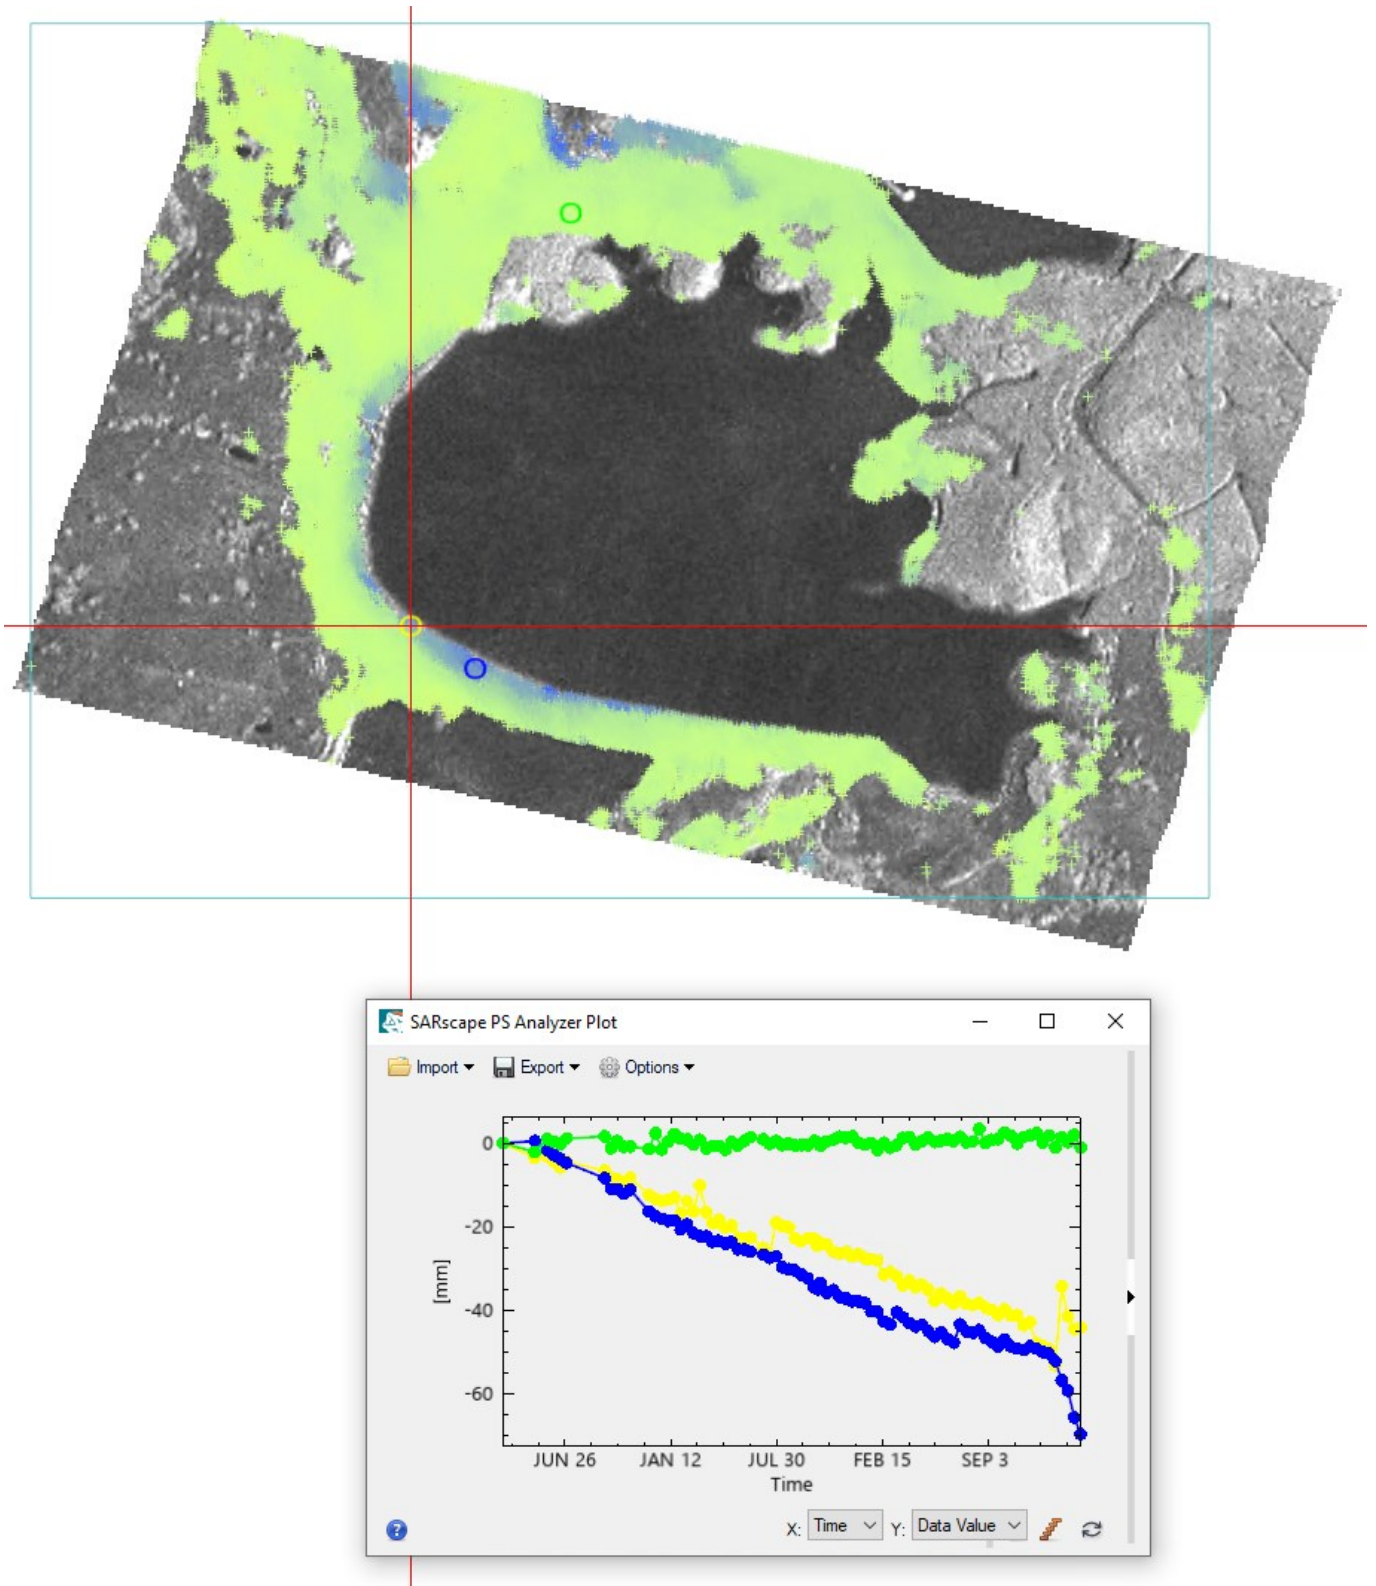 SARscape PS Analyzer Plot
Import Export Options
0
-20
-40
-60
[mm]
JUN 26 JAN 12 JUL 30 FEB 15 SEP 3
Time
X: Time Y: Data Value
?